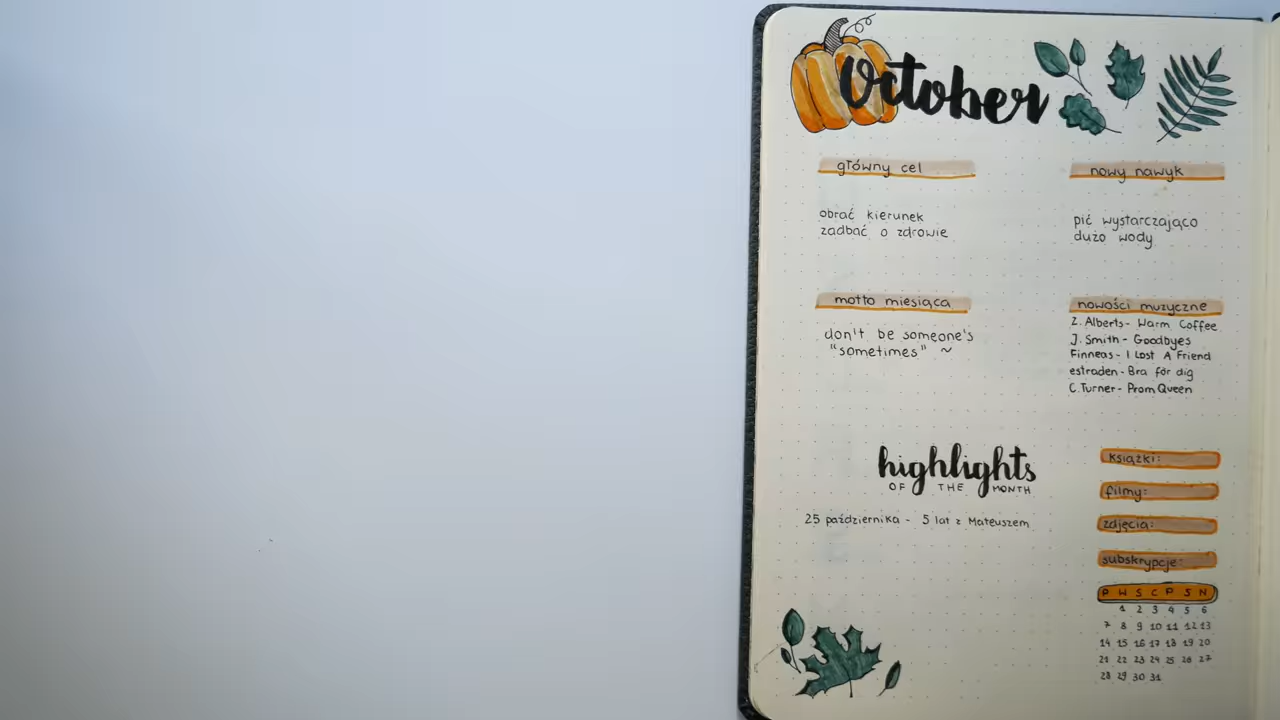 October
główny cel
obrać kierunek
zadbać o zdrowie
nowy nawyk
pić wystarczająco
dużo wody
motto miesiąca
don't be someone's
"sometimes" ~
nowości muzyczne
Z. Alberts - Warm Coffee
J. Smith - Goodbyes
Finneas - I Lost A Friend
estraden - Bra för dig
C. Turner - Prom Queen
highlights
OF THE MONTH
25 października - 5 lat z Mateuszem
książki:
filmy:
zdjęcia:
subskrypcje:
P W S C P S N
1 2 3 4 5 6
7 8 9 10 11 12 13
14 15 16 17 18 19 20
21 22 23 24 25 26 27
28 29 30 31